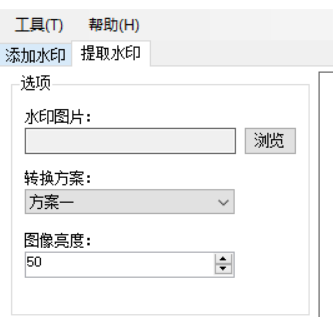 工具(T) 帮助(H)
添加水印 提取水印
选项
水印图片：
浏览
转换方案：
方案一
图像亮度：
50